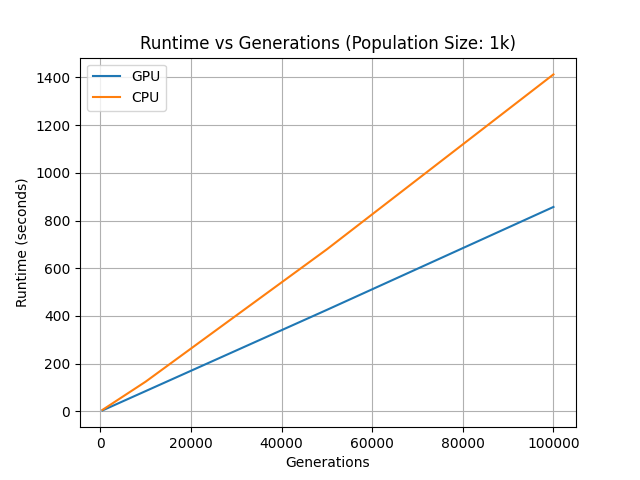 Runtime vs Generations (Population Size: 1k)
GPU
CPU
Runtime (seconds)
1400
1200
1000
800
600
400
200
0
0 20000 40000 60000 80000 100000
Generations